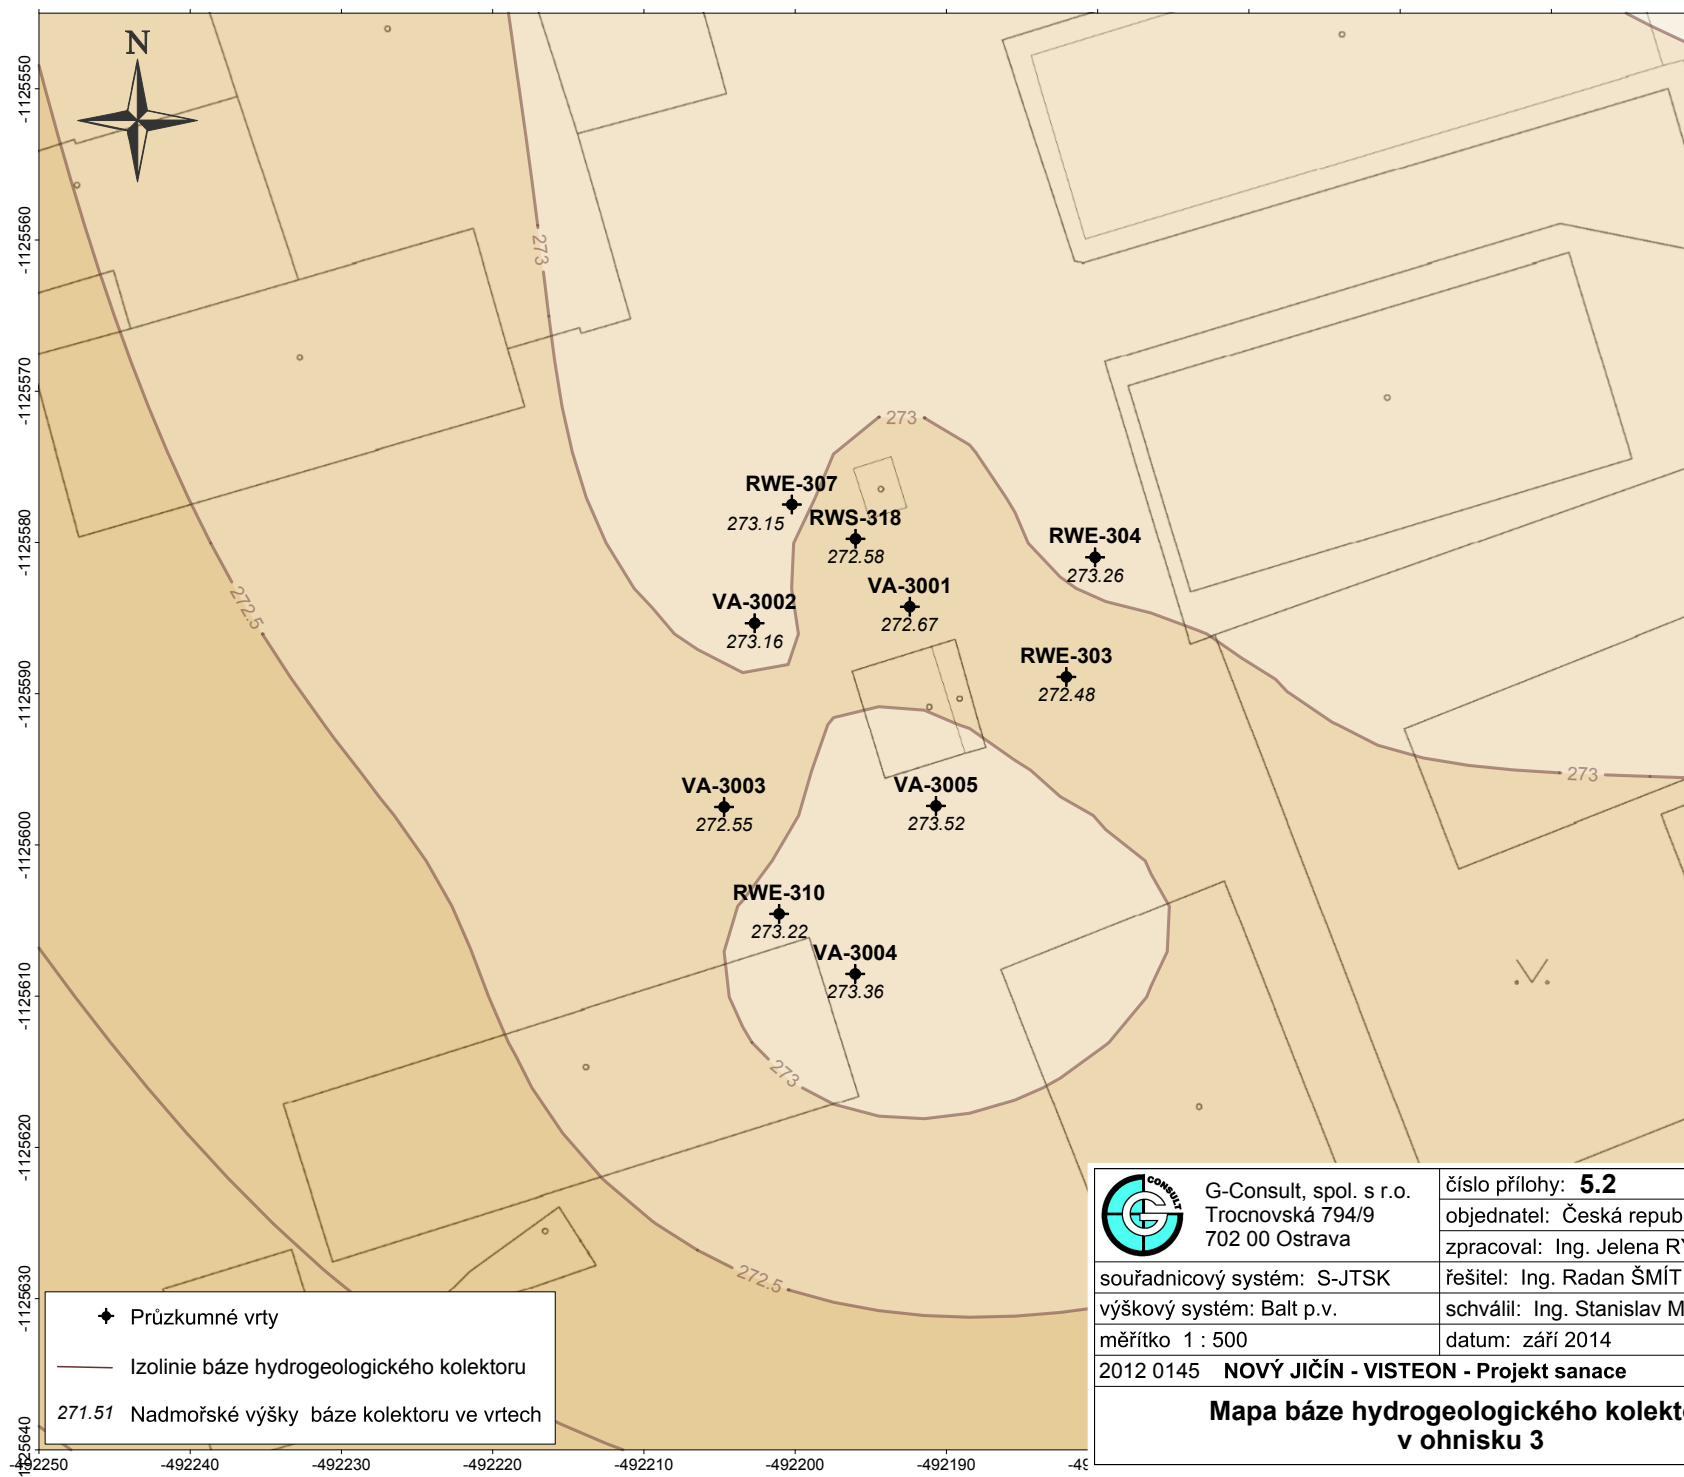 N
-1125550
-1125560
-1125570
-1125580
-1125590
-1125600
-1125610
-1125620
-1125630
-1125640
273
273
272.5
RWE-307
273.15
RWS-318
272.58
RWE-304
273.26
VA-3001
272.67
VA-3002
273.16
RWE-303
272.48
VA-3003
272.55
VA-3005
273.52
273
RWE-310
273.22
VA-3004
273.36
273
272.5
Průzkumné vrty
Izolinie báze hydrogeologického kolektoru
271.51 Nadmořské výšky báze kolektoru ve vrtech
CONSULT
G-Consult, spol. s r.o.
Trocnovská 794/9
702 00 Ostrava
číslo přílohy: 5.2
objednatel: Česká repub
zpracoval: Ing. Jelena RY
souřadnicový systém: S-JTSK
řešitel: Ing. Radan ŠMÍT
výškový systém: Balt p.v.
schválil: Ing. Stanislav M
měřítko 1 : 500
datum: září 2014
2012 0145 NOVÝ JIČÍN - VISTEON - Projekt sanace
Mapa báze hydrogeologického kolekt
v ohnisku 3
-492250
-492240
-492230
-492220
-492210
-492200
-492190